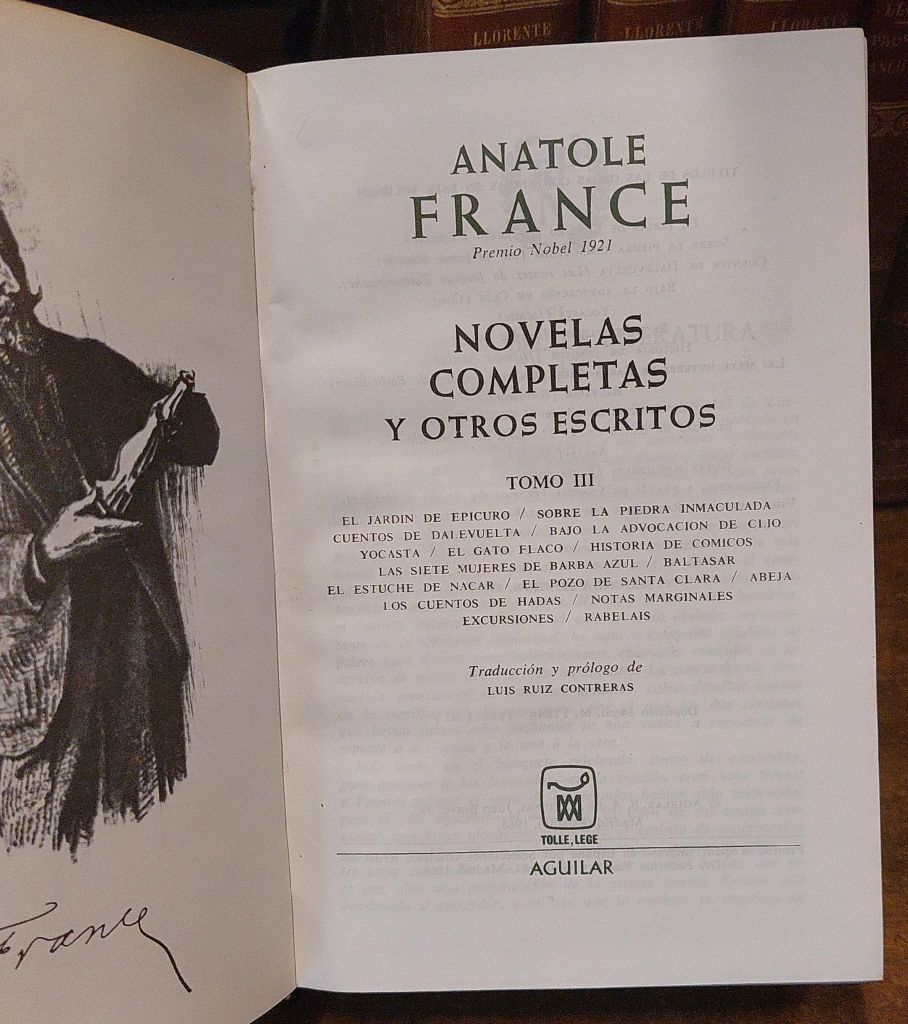 LLORENTE
LLORENTE
LLORENTE
ANATOLE
FRANCE
Premio Nobel 1921
NOVELAS
COMPLETAS
Y OTROS ESCRITOS
TOMO III
EL JARDIN DE EPICURO / SOBRE LA PIEDRA INMACULADA
CUENTOS DE DALEVUELTA / BAJO LA ADVOCACION DE CLIO
YOCASTA / EL GATO FLACO / HISTORIA DE COMICOS
LAS SIETE MUJERES DE BARBA AZUL / BALTASAR
EL ESTUCHE DE NACAR / EL POZO DE SANTA CLARA / ABEJA
LOS CUENTOS DE HADAS / NOTAS MARGINALES
EXCURSIONES / RABELAIS
Traducción y prólogo de
LUIS RUIZ CONTRERAS
TOLLE, LEGE
AGUILAR
France